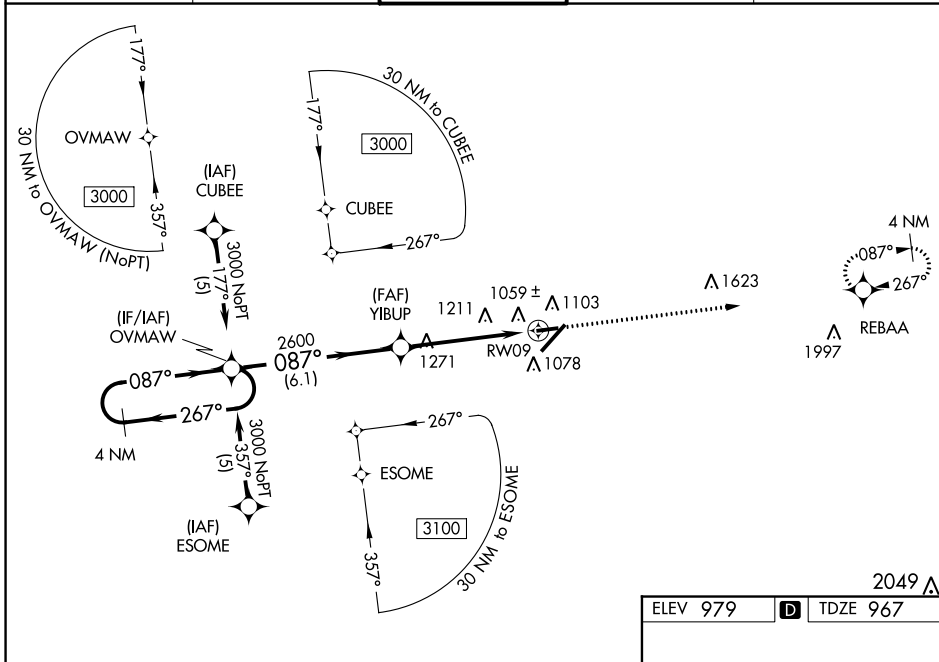 177°
OVMAW
3000
357°
30 NM to OVMAW (NoPT)
177°
30 NM to CUBEE
3000
CUBEE
267°
(IAF)
CUBEE
3000 NoPT
177°
(5)
4 NM
087°
267°
REBAA
1623
1997
(FAF)
YIBUP
1211
1059 ±
1103
RW09
1078
1271
(IF/IAF)
OVMAW
2600
087°
(6.1)
087°
267°
4 NM
3000 NoPT
357°
(5)
(IAF)
ESOME
267°
ESOME
3100
357°
30 NM to ESOME
2049
ELEV 979 D TDZE 967